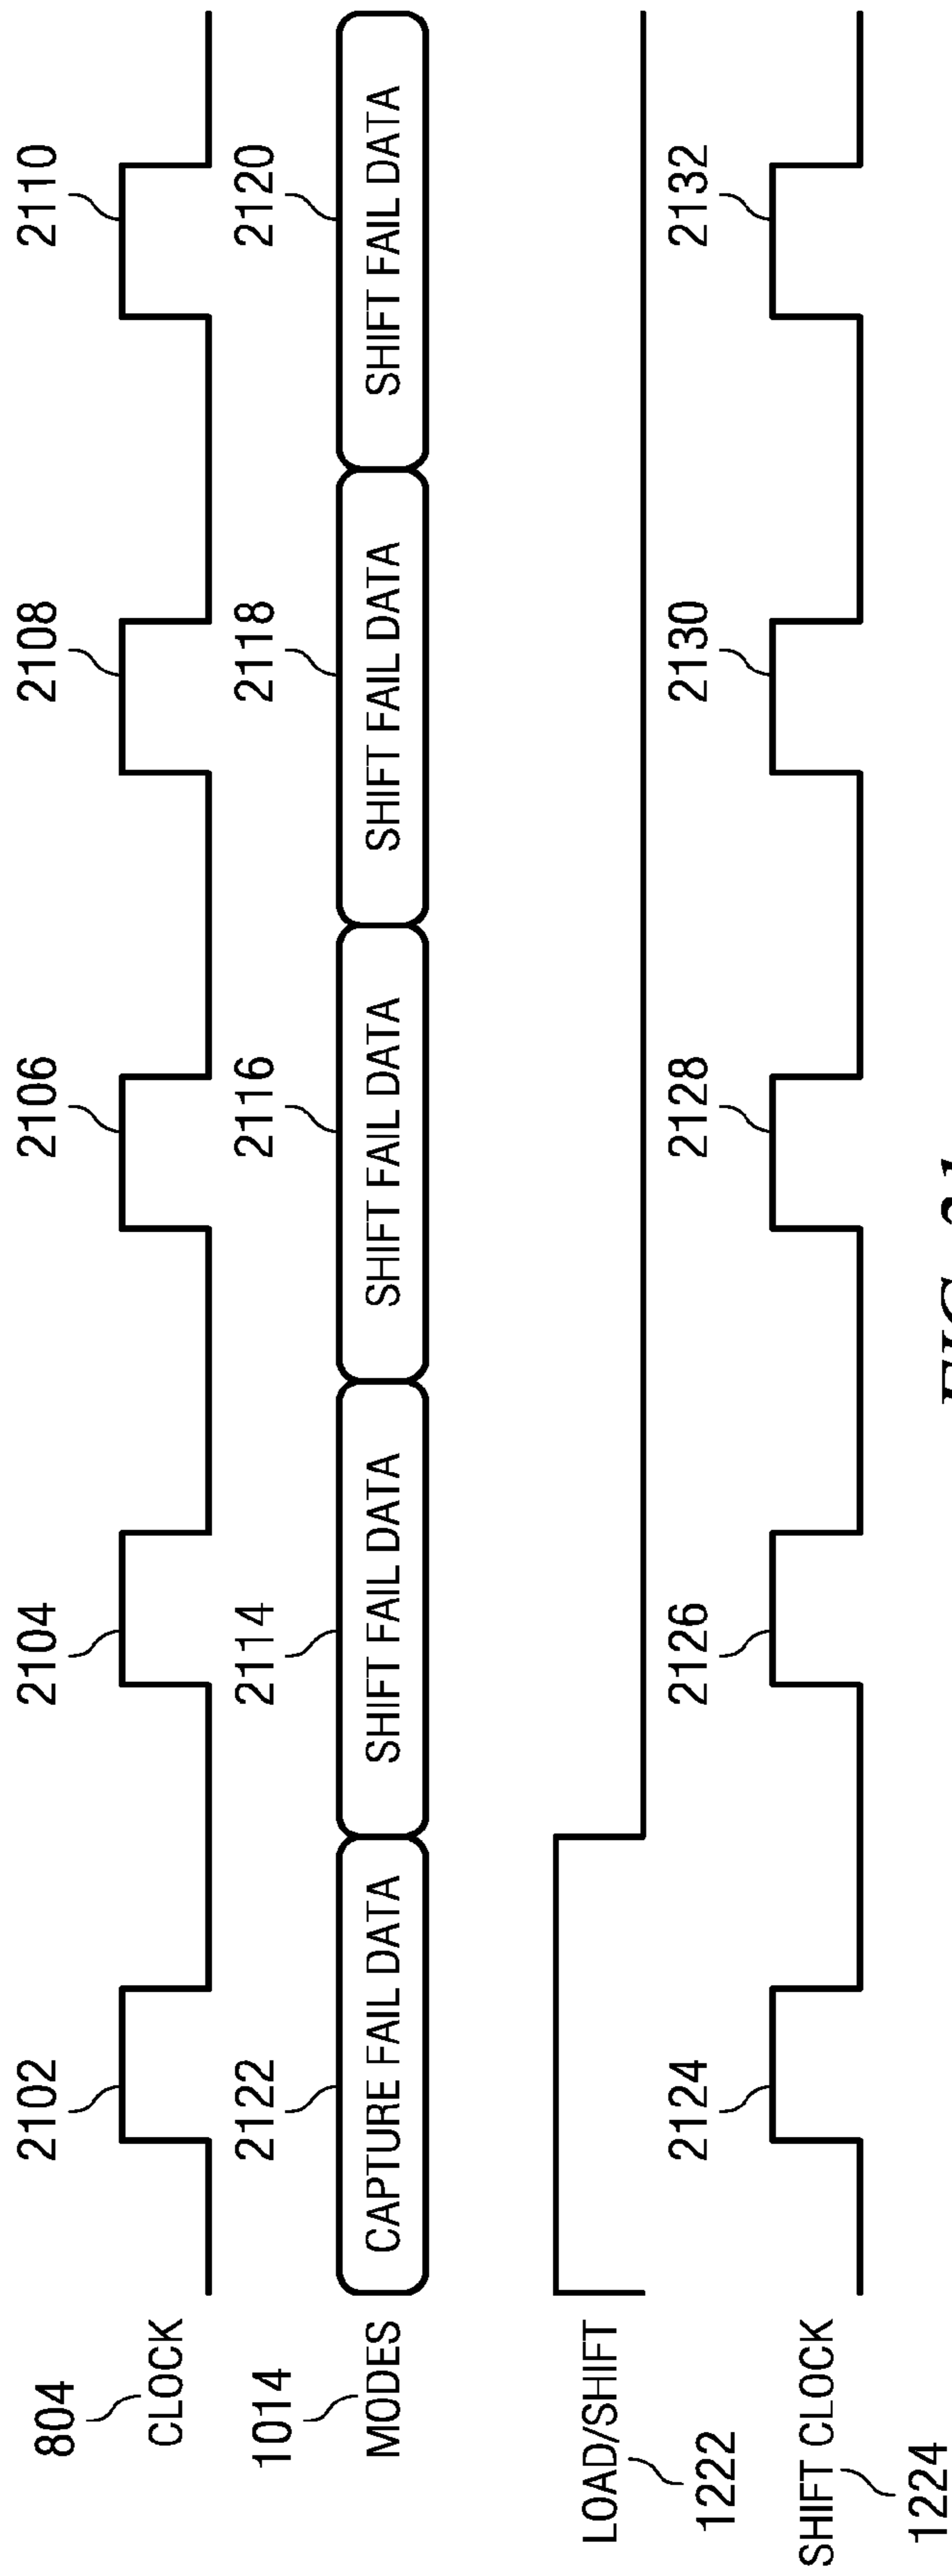 804
CLOCK
2102
2104
2106
2108
2110
1014
MODES
2122
2114
2116
2118
2120
CAPTURE FAIL DATA
SHIFT FAIL DATA
SHIFT FAIL DATA
SHIFT FAIL DATA
SHIFT FAIL DATA
LOAD/SHIFT
1222
2124
2126
2128
2130
2132
SHIFT CLOCK
1224